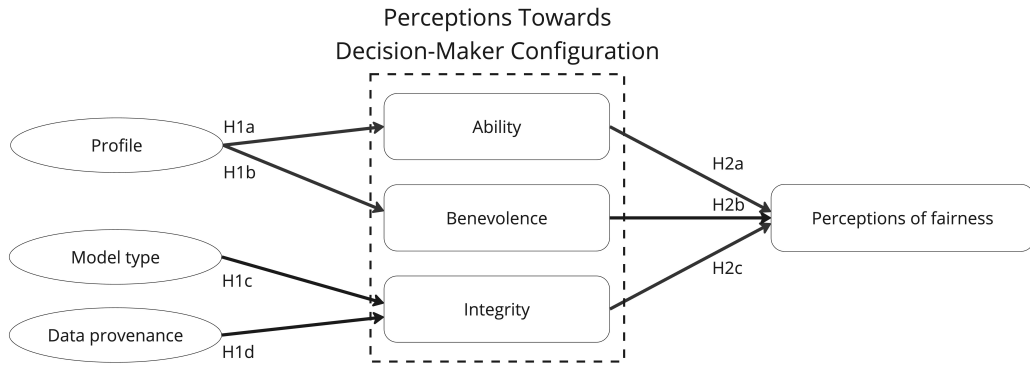 Perceptions Towards
Decision-Maker Configuration
Profile
H1a
H1b
Ability
H2a
Benevolence
H2b
Perceptions of fairness
Model type
H1c
Integrity
H2c
Data provenance
H1d